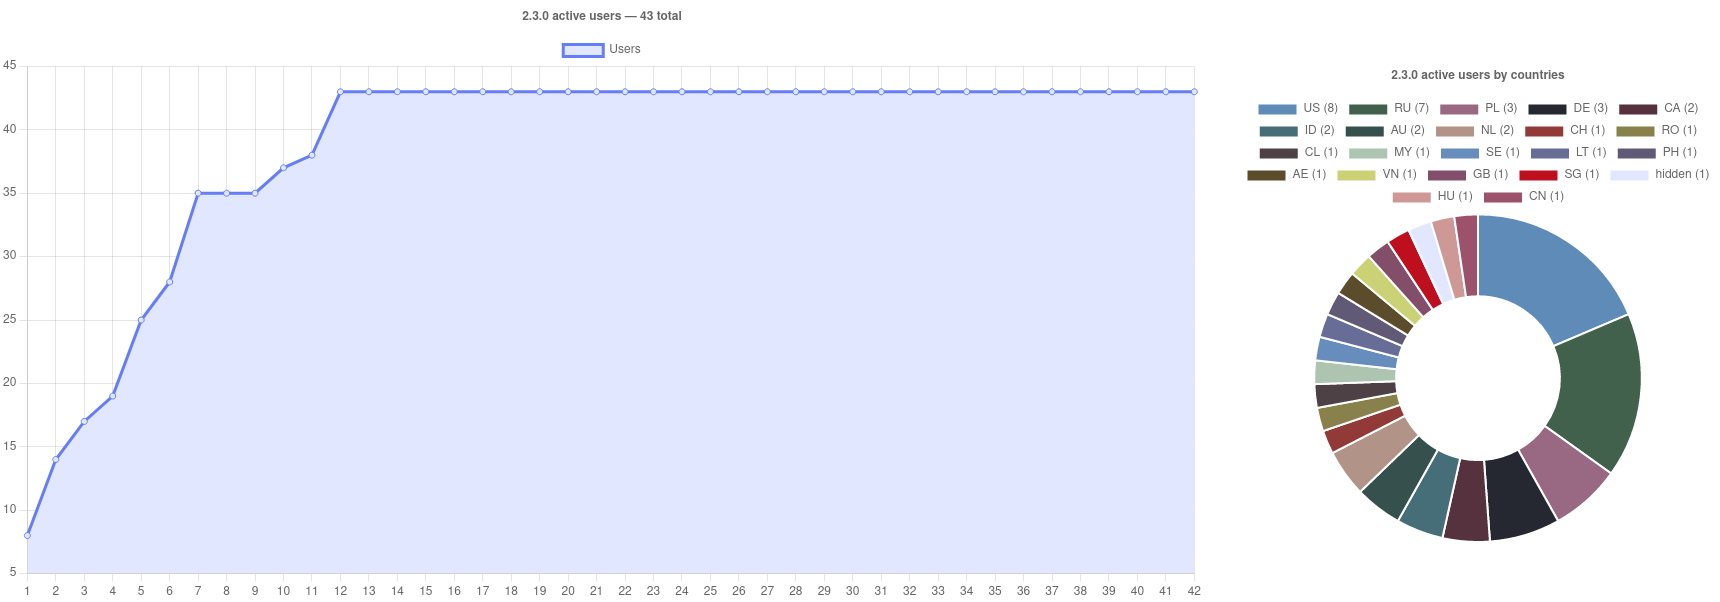 2.3.0 active users — 43 total
Users
45
40
35
30
25
20
15
10
5
1 2 3 4 5 6 7 8 9 10 11 12 13 14 15 16 17 18 19 20 21 22 23 24 25 26 27 28 29 30 31 32 33 34 35 36 37 38 39 40 41 42
2.3.0 active users by countries
US (8) RU (7) PL (3) DE (3) CA (2)
ID (2) AU (2) NL (2) CH (1) RO (1)
CL (1) MY (1) SE (1) LT (1) PH (1)
AE (1) VN (1) GB (1) SG (1) hidden (1)
HU (1) CN (1)